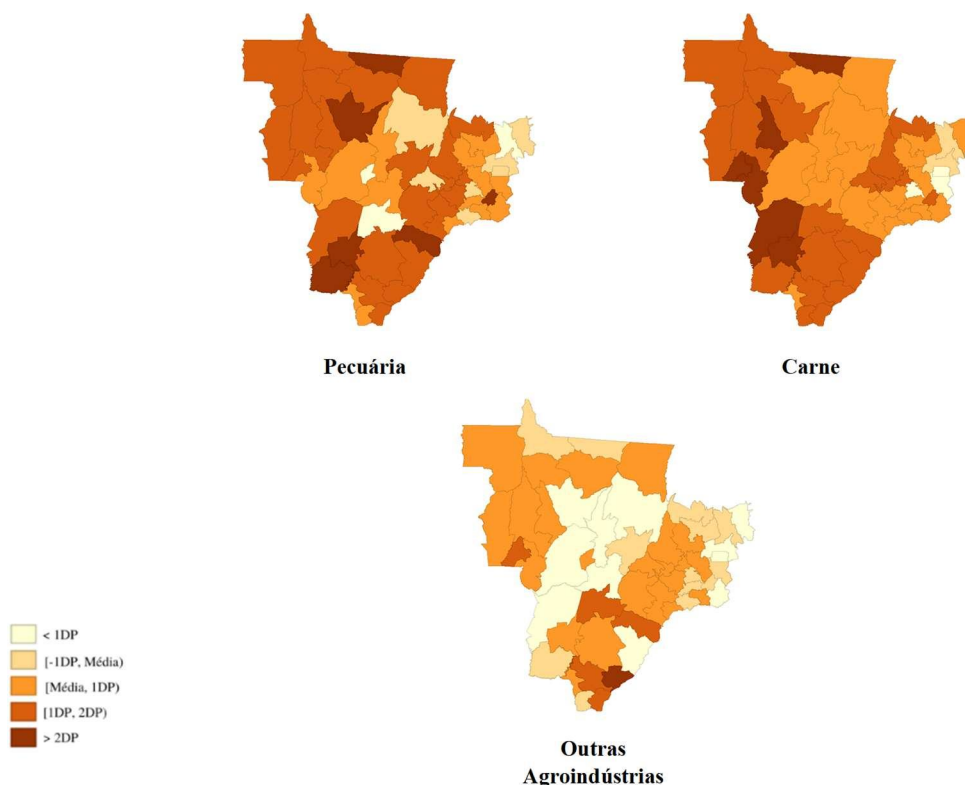 Pecuária
Carne
< 1DP
[-1DP, Média)
[Média, 1DP)
[1DP, 2DP)
> 2DP
Outras
Agroindústrias